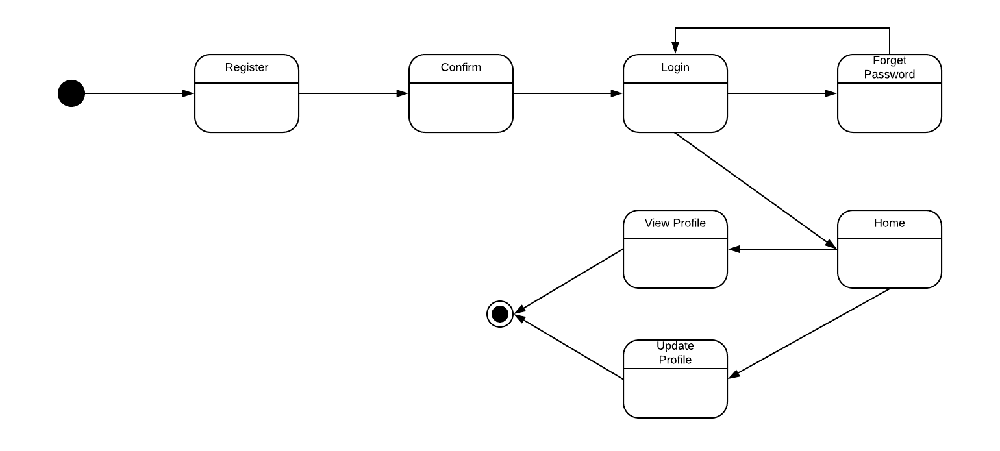 Register
Confirm
Login
Forget
Password
View Profile
Home
Update
Profile